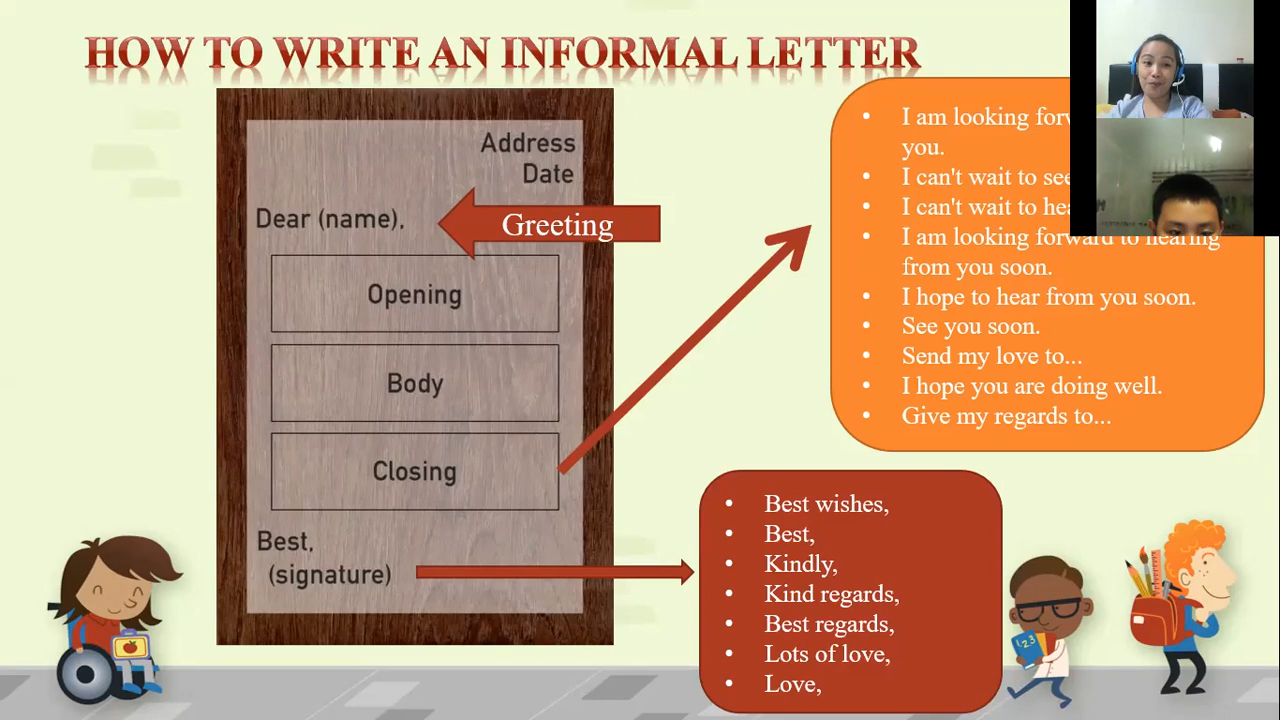 HOW TO WRITE AN INFORMAL LETTER
Address
Date
Dear (name),
Greeting
Opening
Body
Closing
Best,
(signature)
• I am looking
you.
• I can't wait to see
• I can't wait to
• I am looking forward to hearing
from you soon.
• I hope to hear from you soon.
• See you soon.
• Send my love to...
• I hope you are doing well.
• Give my regards to...
• Best wishes,
• Best,
• Kindly,
• Kind regards,
• Best regards,
• Lots of love,
• Love,